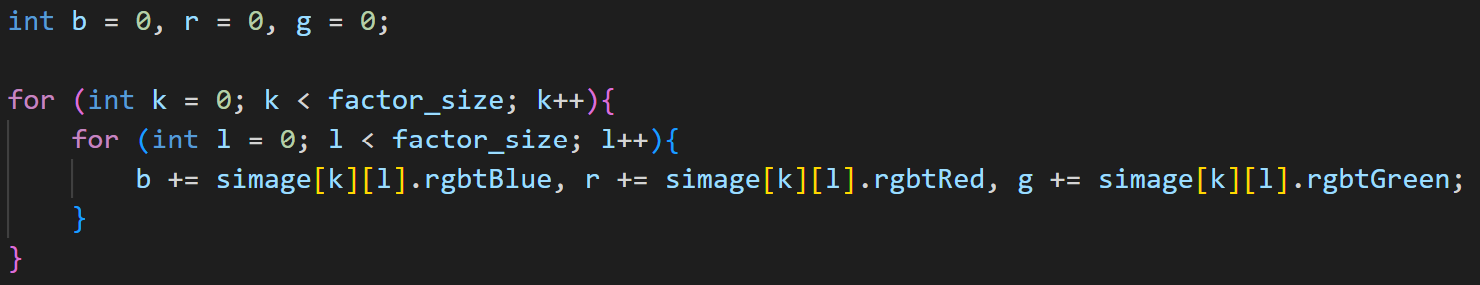 int b = 0, r = 0, g = 0;
for (int k = 0; k < factor_size; k++){
    for (int l = 0; l < factor_size; l++){
        b += simage[k][l].rgbtBlue, r += simage[k][l].rgbtRed, g += simage[k][l].rgbtGreen;
    }
}